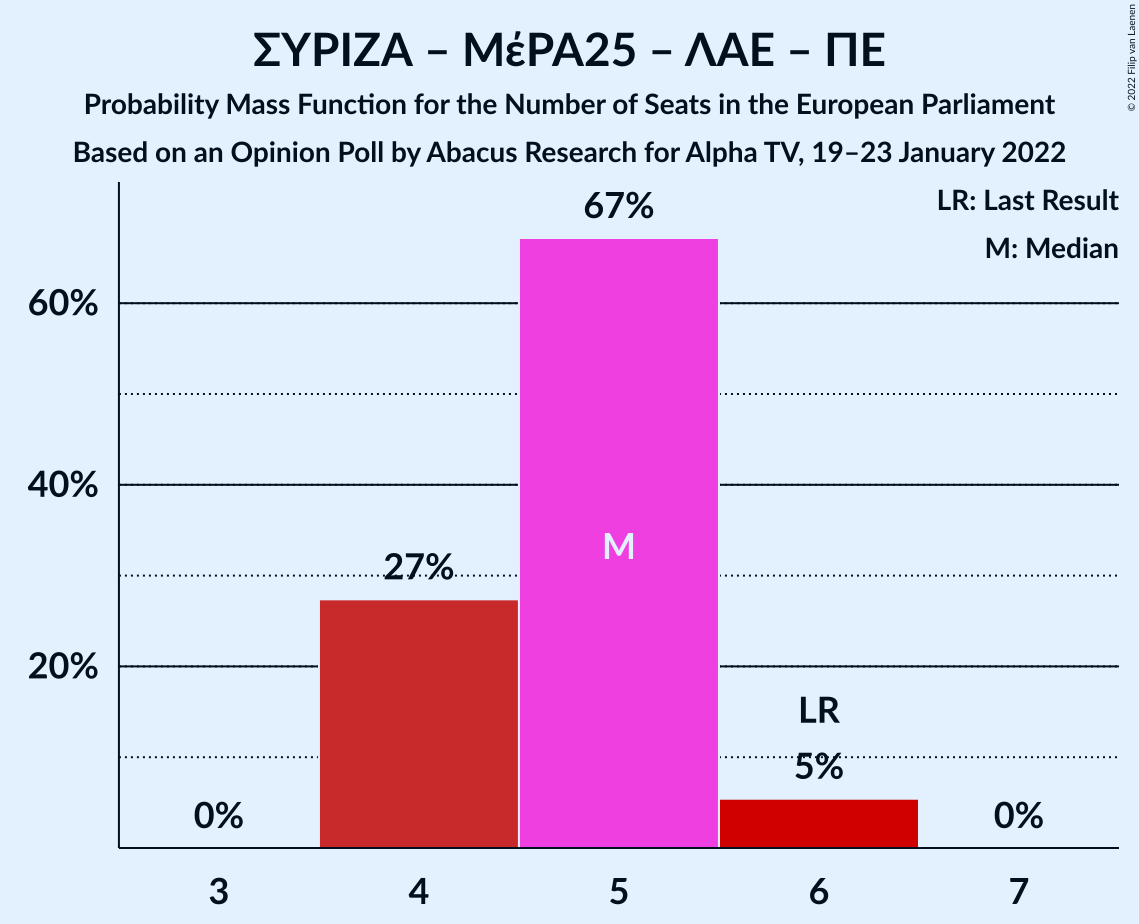 ΣΥΡΙΖΑ – ΜέΡΑ25 – ΛΑΕ – ΠΕ
Probability Mass Function for the Number of Seats in the European Parliament
Based on an Opinion Poll by Abacus Research for Alpha TV, 19–23 January 2022
© 2022 Filip van Laenen
LR: Last Result
M: Median
67%
60%
M
40%
27%
20%
LR
5%
0%
0%
3
4
5
6
7